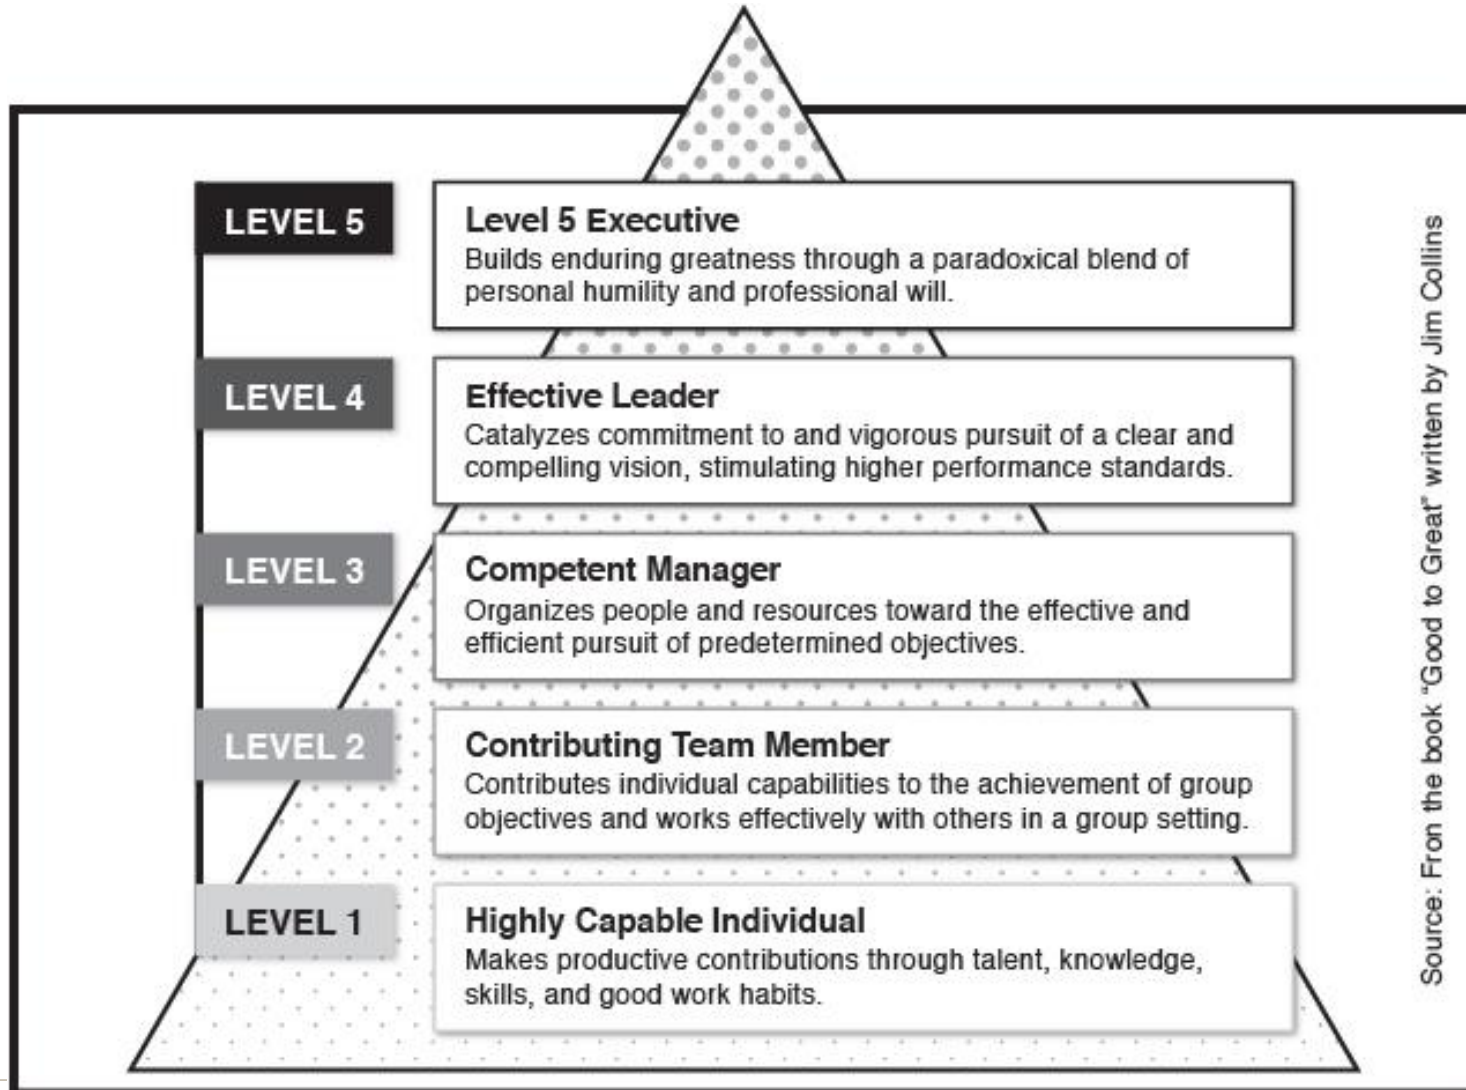 LEVEL 5
Level 5 Executive
Builds enduring greatness through a paradoxical blend of
personal humility and professional will.
LEVEL 4
Effective Leader
Catalyzes commitment to and vigorous pursuit of a clear and
compelling vision, stimulating higher performance standards.
LEVEL 3
Competent Manager
Organizes people and resources toward the effective and
efficient pursuit of predetermined objectives.
LEVEL 2
Contributing Team Member
Contributes individual capabilities to the achievement of group
objectives and works effectively with others in a group setting.
LEVEL 1
Highly Capable Individual
Makes productive contributions through talent, knowledge,
skills, and good work habits.
Source: Fron the book "Good to Great" written by Jim Collins